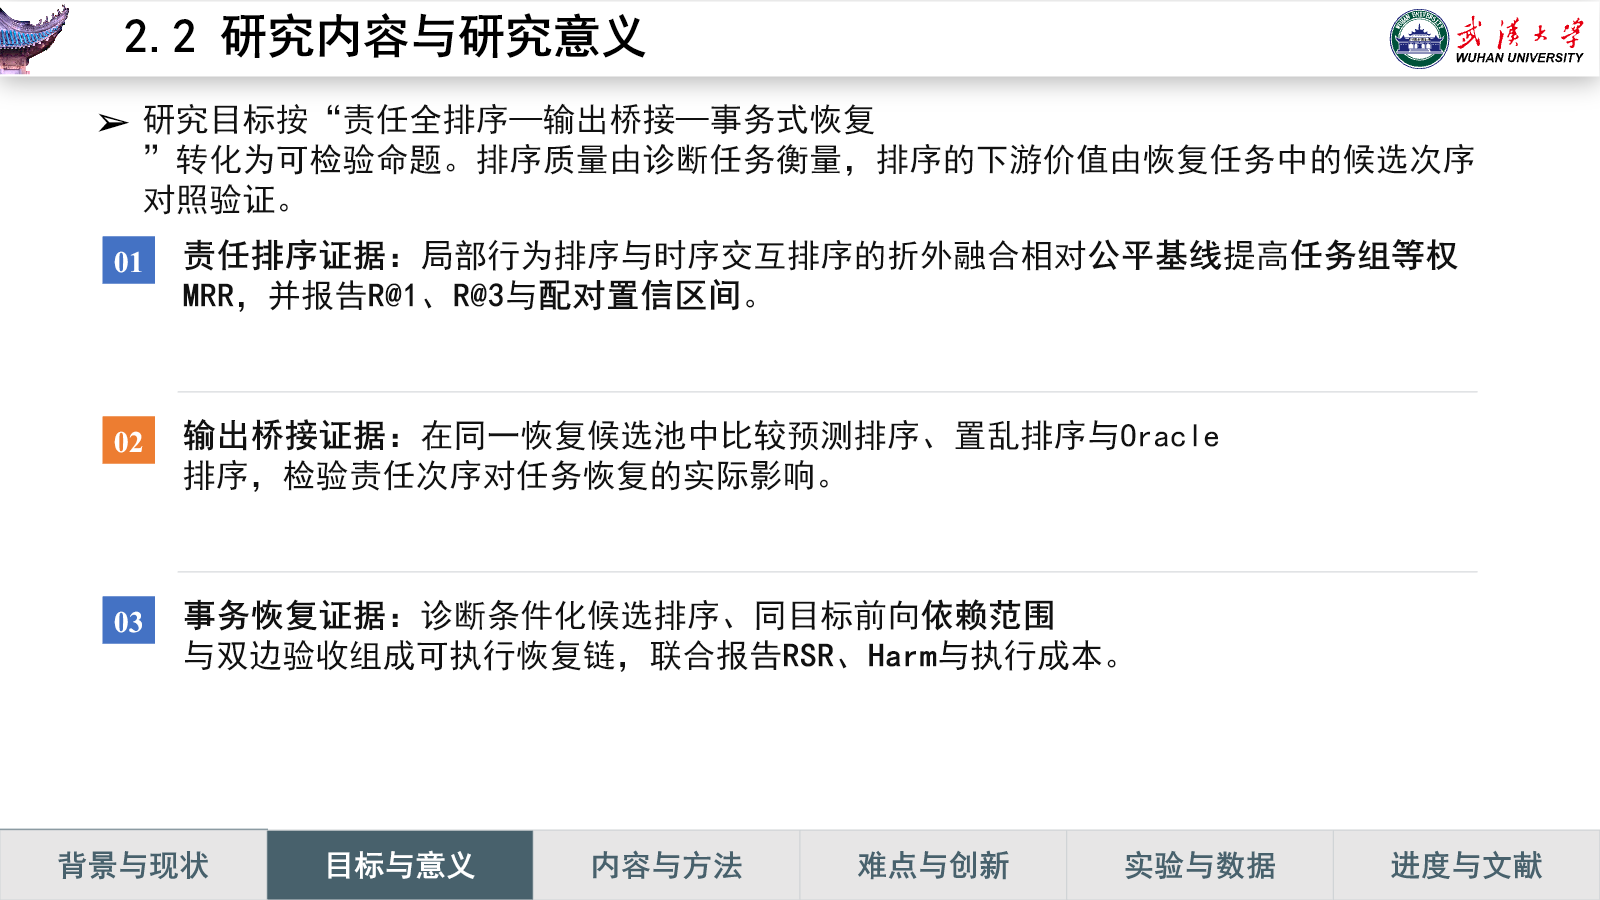 2.2 研究内容与研究意义
武汉大学
WUHAN UNIVERSITY
➢ 研究目标按“责任全排序—输出桥接—事务式恢复
”转化为可检验命题。排序质量由诊断任务衡量，排序的下游价值由恢复任务中的候选次序
对照验证。
01
责任排序证据：局部行为排序与时序交互排序的折外融合相对公平基线提高任务组等权
MRR，并报告R@1、R@3与配对置信区间。
02
输出桥接证据：在同一恢复候选池中比较预测排序、置乱排序与Oracle
排序，检验责任次序对任务恢复的实际影响。
03
事务恢复证据：诊断条件化候选排序、同目标前向依赖范围
与双边验收组成可执行恢复链，联合报告RSR、Harm与执行成本。
背景与现状
目标与意义
内容与方法
难点与创新
实验与数据
进度与文献